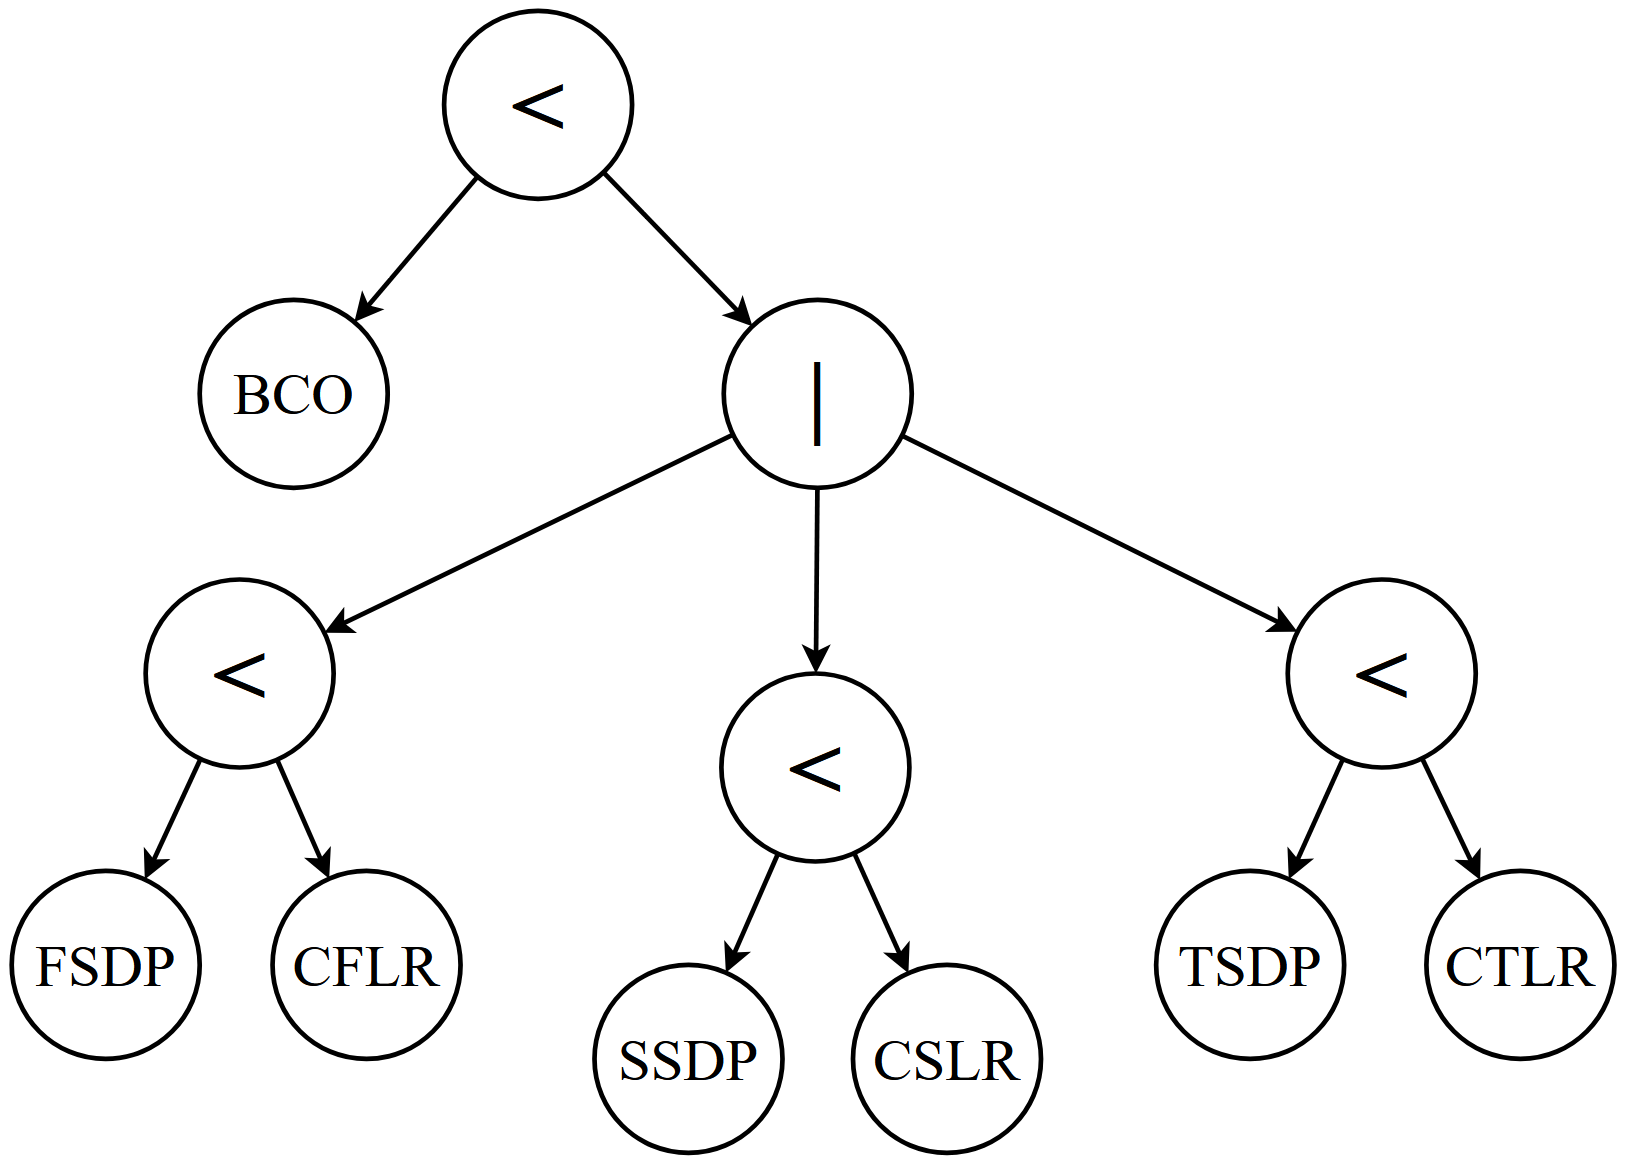 <
BCO
|
<
<
<
FSDP
CFLR
SSDP
CSLR
TSDP
CTLR